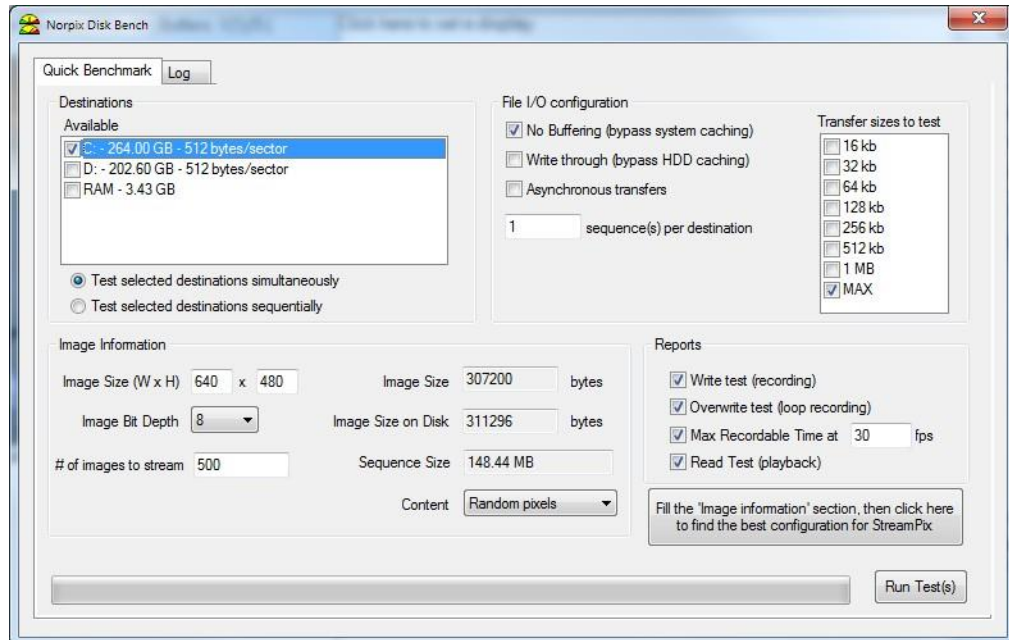 Norpix Disk Bench
Quick Benchmark Log
Destinations
Available
C: - 264.00 GB - 512 bytes/sector
D: - 202.60 GB - 512 bytes/sector
RAM - 3.43 GB
Test selected destinations simultaneously
Test selected destinations sequentially
File I/O configuration
No Buffering (bypass system caching)
Write through (bypass HDD caching)
Asynchronous transfers
1 sequence(s) per destination
Transfer sizes to test
16 kb
32 kb
64 kb
128 kb
256 kb
512 kb
1 MB
MAX
Image Information
Image Size (W x H) 640 x 480
Image Bit Depth 8
# of images to stream 500
Image Size 307200 bytes
Image Size on Disk 311296 bytes
Sequence Size 148.44 MB
Content Random pixels
Reports
Write test (recording)
Overwrite test (loop recording)
Max Recordable Time at 30 fps
Read Test (playback)
Fill the 'Image information' section, then click here
to find the best configuration for StreamPix
Run Test(s)